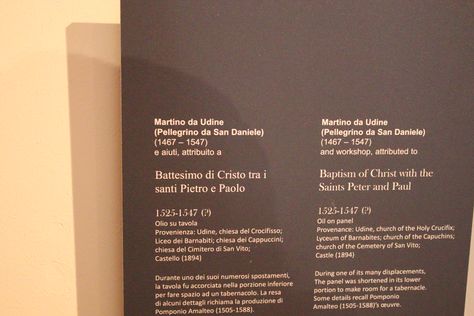 Martino da Udine
(Pellegrino da San Daniele)
(1467 – 1547)
e aiuti, attribuito a
Battesimo di Cristo tra i
santi Pietro e Paolo
1525-1547 (?)
Olio su tavola
Provenienza: Udine, chiesa del Crocifisso;
Liceo dei Barnabiti; chiesa dei Cappuccini;
chiesa del Cimitero di San Vito;
Castello (1894)
Durante uno dei suoi numerosi spostamenti,
la tavola fu accorciata nella porzione inferiore
per fare spazio ad un tabernacolo. La resa
di alcuni dettagli richiama la produzione di
Pomponio Amalteo (1505-1588).
Martino da Udine
(Pellegrino da San Daniele)
(1467 – 1547)
and workshop, attributed to
Baptism of Christ with the
Saints Peter and Paul
1525-1547 (?)
Oil on panel
Provenance: Udine, church of the Holy Crucifix;
Lyceum of Barnabites; church of the Capuchins;
church of the Cemetery of San Vito;
Castle (1894)
During one of its many displacements,
The panel was shortened in its lower
portion to make room for a tabernacle.
Some details recall Pomponio
Amalteo (1505-1588)'s œuvre.